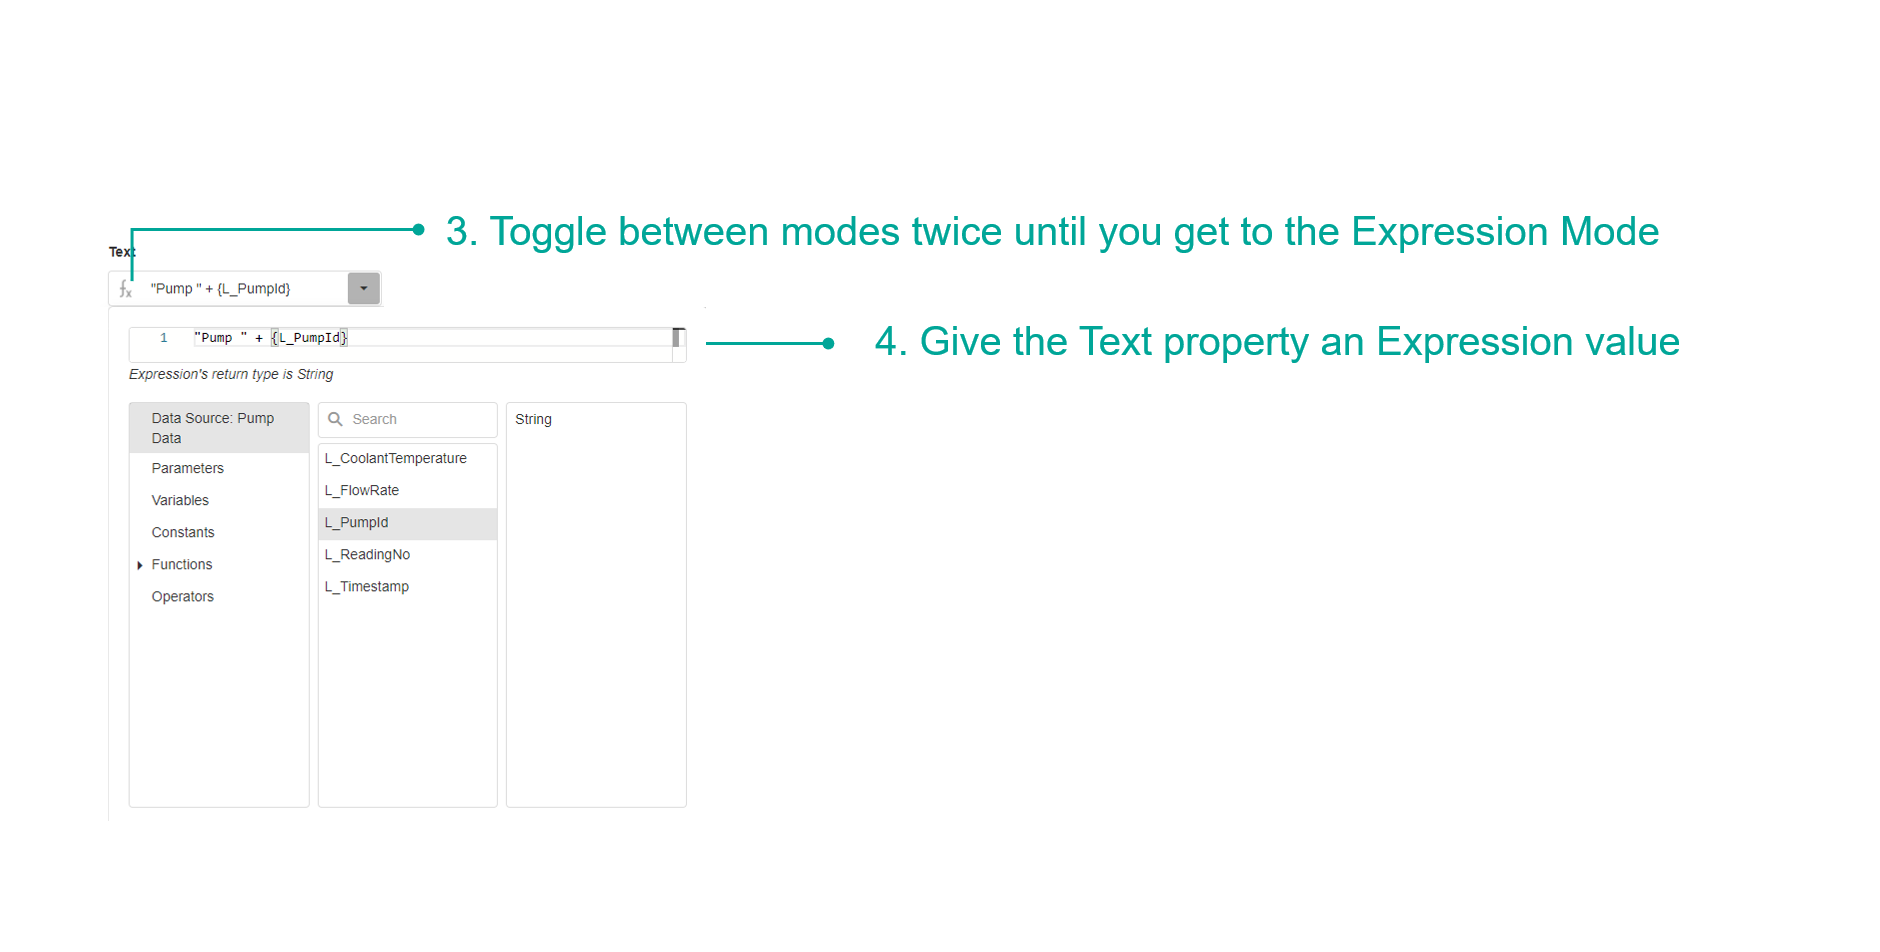 3. Toggle between modes twice until you get to the Expression Mode
Text
fx "Pump " + {L_PumpId}
1 "Pump " + {L_PumpId}
4. Give the Text property an Expression value
Expression's return type is String
Data Source: Pump
Data
Parameters
Variables
Constants
Functions
Operators
Search
L_CoolantTemperature
L_FlowRate
L_PumpId
L_ReadingNo
L_Timestamp
String